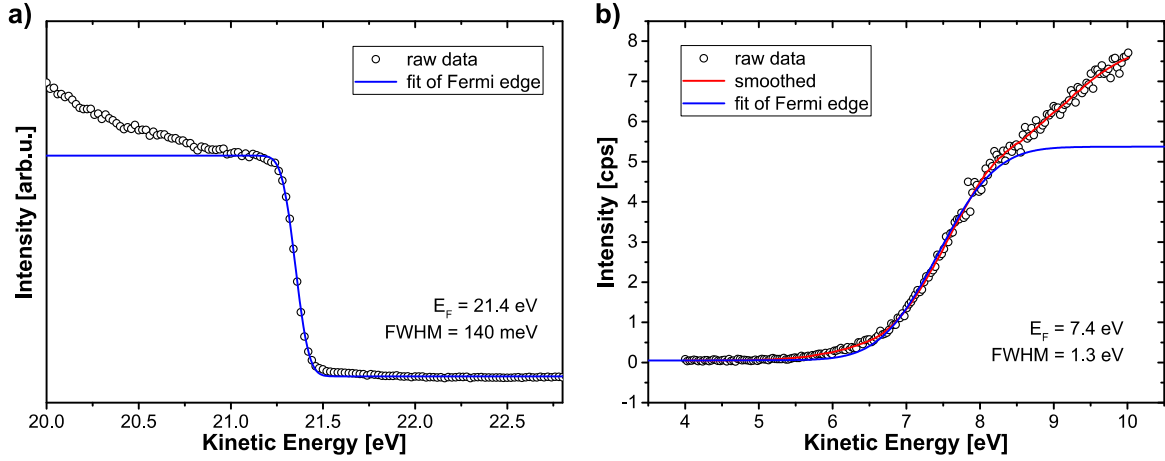 a)
raw data
fit of Fermi edge
Intensity [arb.u.]
E_F = 21.4 eV
FWHM = 140 meV
20.0 20.5 21.0 21.5 22.0 22.5
Kinetic Energy [eV]
b)
raw data
smoothed
fit of Fermi edge
Intensity [cps]
8
7
6
5
4
3
2
1
0
-1
E_F = 7.4 eV
FWHM = 1.3 eV
4 5 6 7 8 9 10
Kinetic Energy [eV]